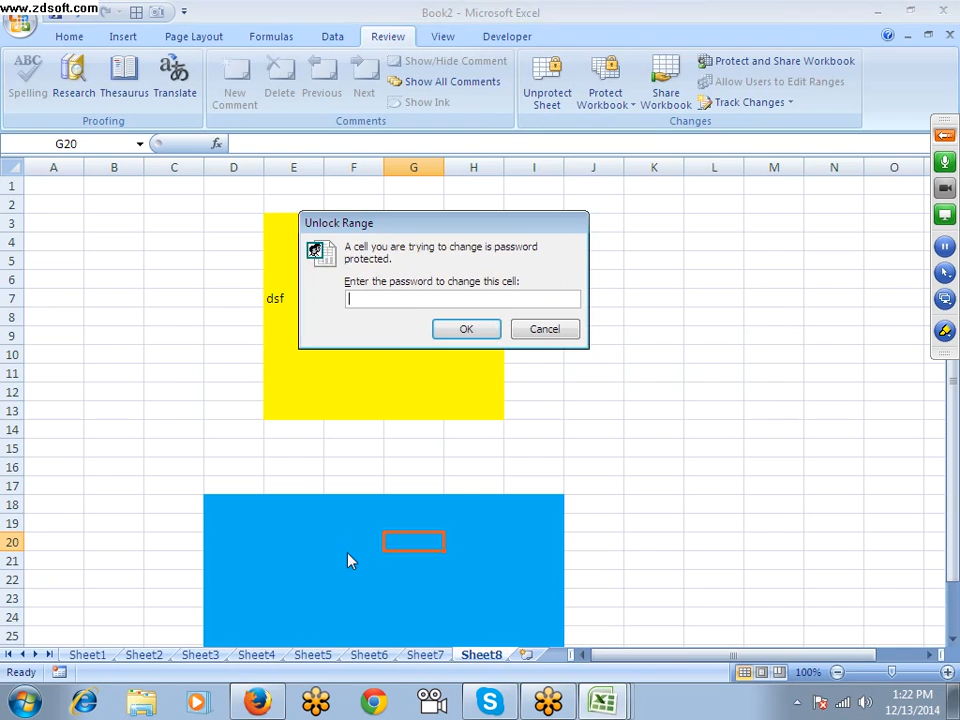 www.zdsoft.com
Book2 - Microsoft Excel
Home Insert Page Layout Formulas Data Review View Developer
ABC
Spelling Research Thesaurus Translate
Proofing
New Comment Delete Previous Next
Show/Hide Comment
Show All Comments
Show Ink
Comments
Unprotect Sheet Protect Workbook Share Workbook
Protect and Share Workbook
Allow Users to Edit Ranges
Track Changes
Changes
G20 fx
A B C D E F G H I J K L M N O
1
2
3
4
5
6
7
8
9
10
11
12
13
14
15
16
17
18
19
20
21
22
23
24
25
dsf
Unlock Range
A cell you are trying to change is password
protected.
Enter the password to change this cell:
OK Cancel
Sheet1 Sheet2 Sheet3 Sheet4 Sheet5 Sheet6 Sheet7 Sheet8
Ready 100%
1:22 PM
12/13/2014